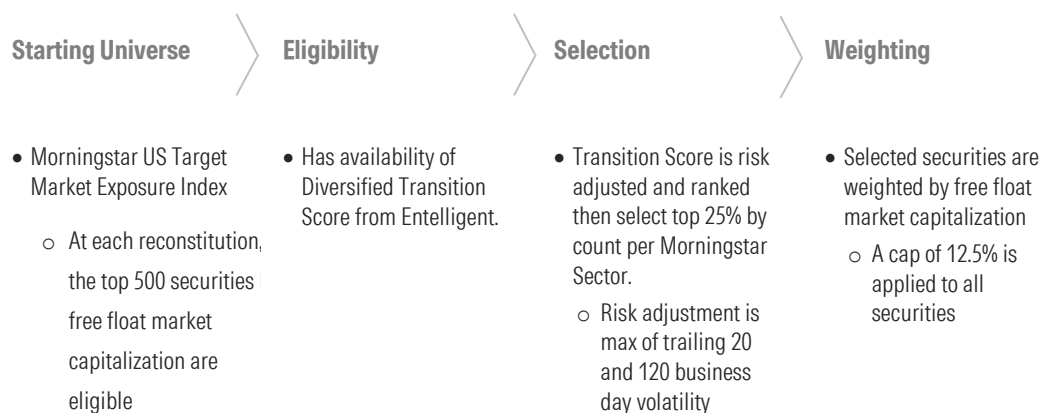 Starting Universe
Eligibility
Selection
Weighting
• Morningstar US Target
Market Exposure Index
o At each reconstitution,
the top 500 securities
free float market
capitalization are
eligible
• Has availability of
Diversified Transition
Score from Entelligent.
• Transition Score is risk
adjusted and ranked
then select top 25% by
count per Morningstar
Sector.
o Risk adjustment is
max of trailing 20
and 120 business
day volatility
• Selected securities are
weighted by free float
market capitalization
o A cap of 12.5% is
applied to all
securities